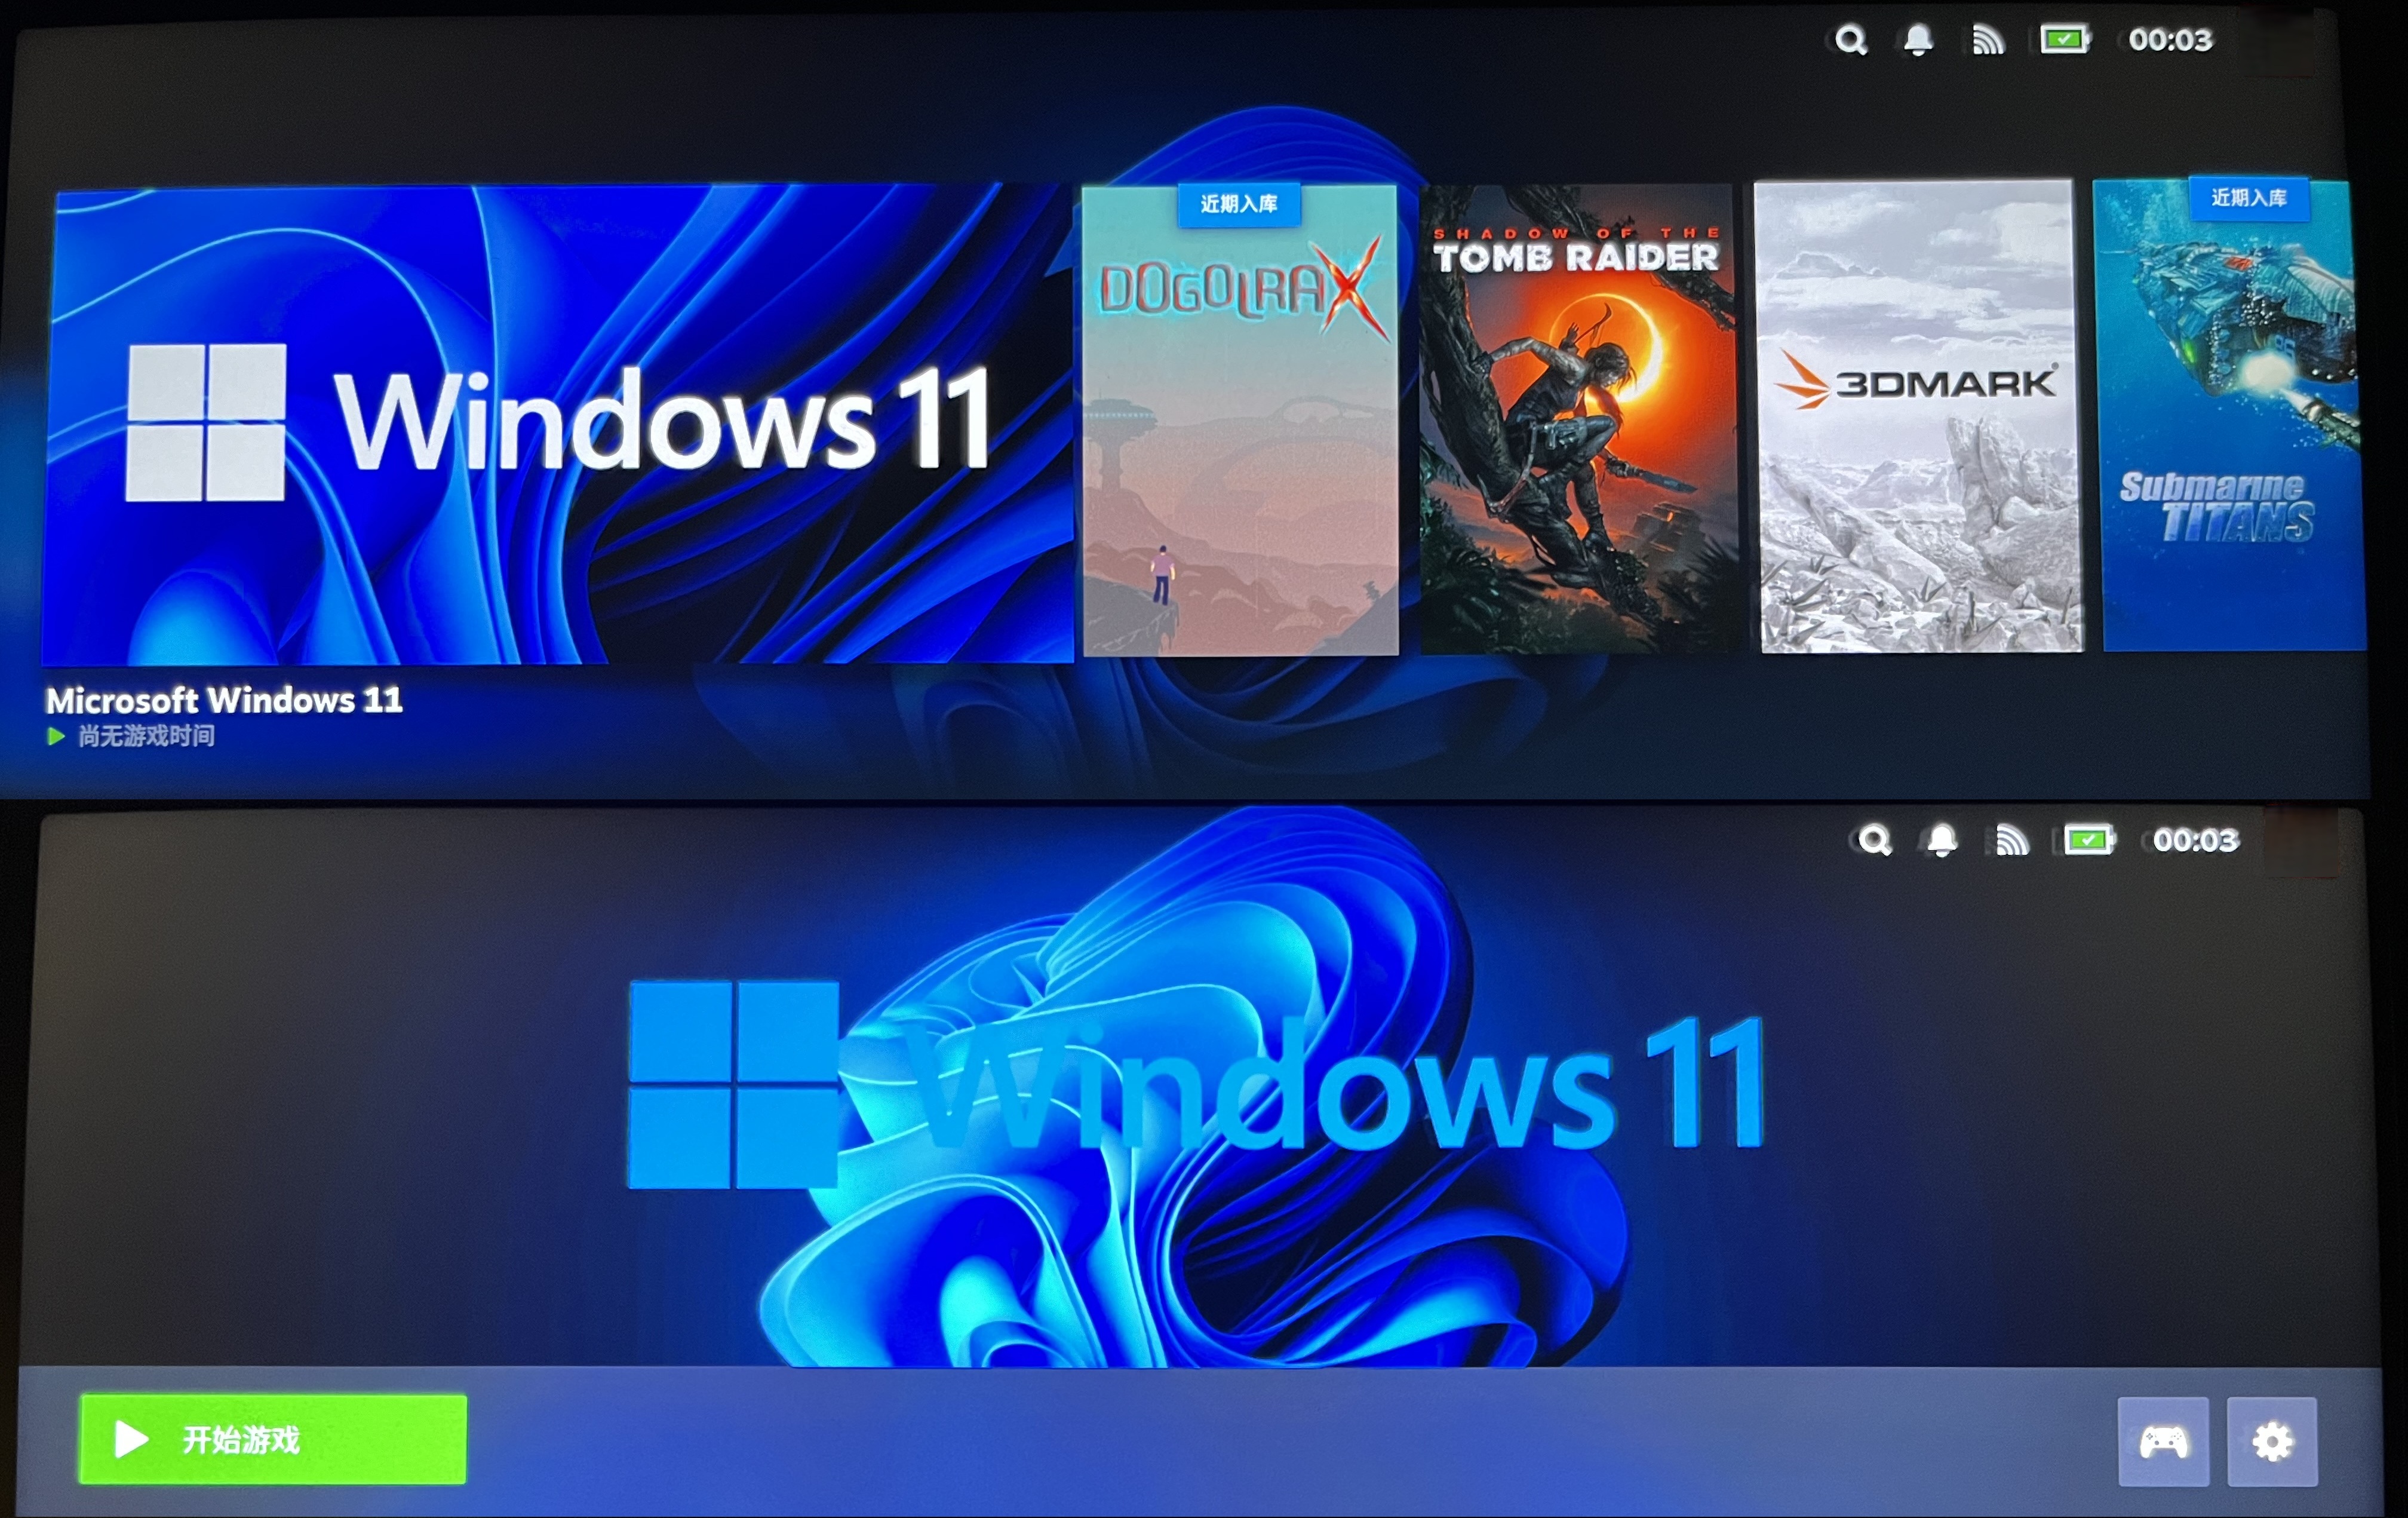 00:03
Windows 11
近期入库
DOGOLRAX
SHADOW OF THE
TOMB RAIDER
3DMARK®
近期入库
Submarine
TITANS
Microsoft Windows 11
尚无游戏时间
00:03
Windows 11
开始游戏